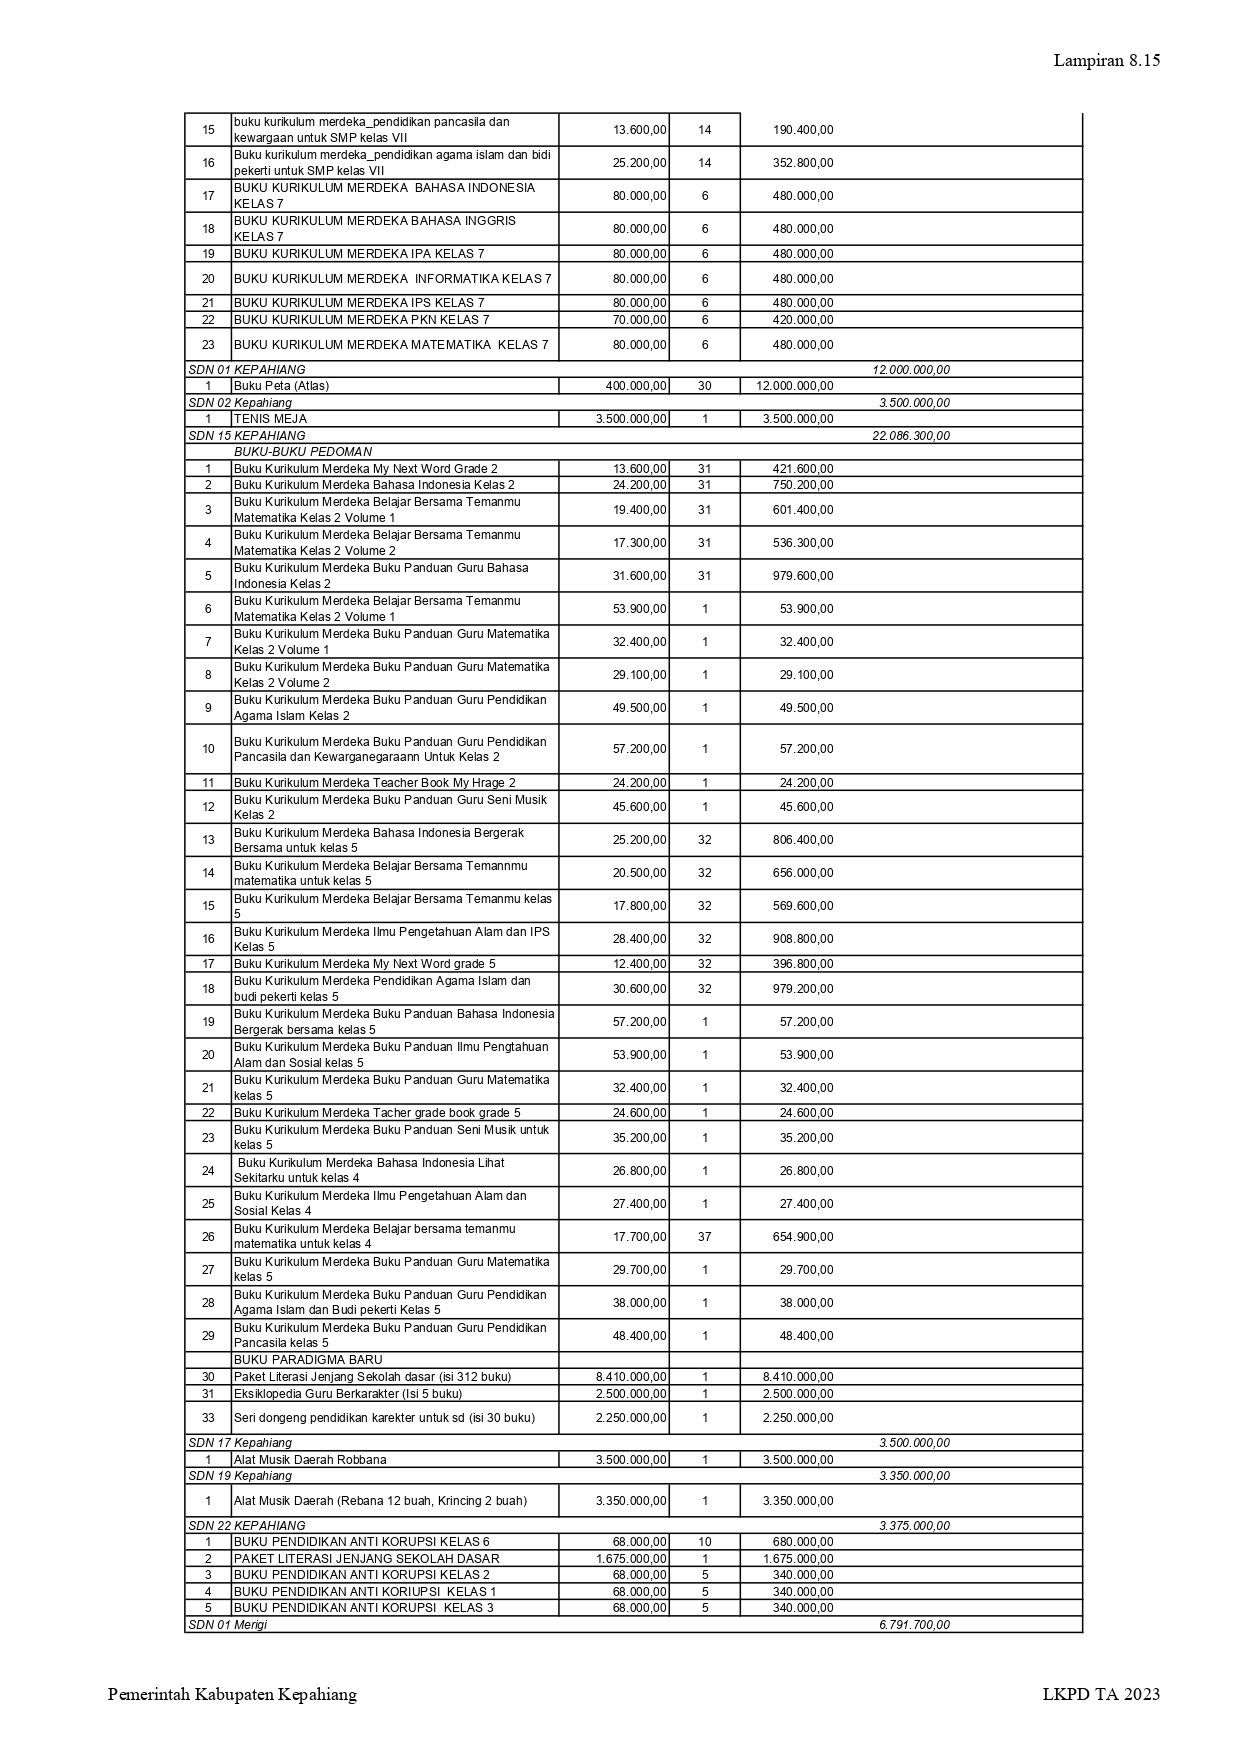 Lampiran 8.15
15 buku kurikulum merdeka_pendidikan pancasila dan kewargaan untuk SMP kelas VII 13.600,00 14 190.400,00
16 Buku kurikulum merdeka_pendidikan agama islam dan bidi pekerti untuk SMP kelas VII 25.200,00 14 352.800,00
17 BUKU KURIKULUM MERDEKA BAHASA INDONESIA KELAS 7 80.000,00 6 480.000,00
18 BUKU KURIKULUM MERDEKA BAHASA INGGRIS KELAS 7 80.000,00 6 480.000,00
19 BUKU KURIKULUM MERDEKA IPA KELAS 7 80.000,00 6 480.000,00
20 BUKU KURIKULUM MERDEKA INFORMATIKA KELAS 7 80.000,00 6 480.000,00
21 BUKU KURIKULUM MERDEKA IPS KELAS 7 80.000,00 6 480.000,00
22 BUKU KURIKULUM MERDEKA PKN KELAS 7 70.000,00 6 420.000,00
23 BUKU KURIKULUM MERDEKA MATEMATIKA KELAS 7 80.000,00 6 480.000,00
SDN 01 KEPAHIANG 12.000.000,00
1 Buku Peta (Atlas) 400.000,00 30 12.000.000,00
SDN 02 Kepahiang 3.500.000,00
1 TENIS MEJA 3.500.000,00 1 3.500.000,00
SDN 15 KEPAHIANG 22.086.300,00
BUKU-BUKU PEDOMAN
1 Buku Kurikulum Merdeka My Next Word Grade 2 13.600,00 31 421.600,00
2 Buku Kurikulum Merdeka Bahasa Indonesia Kelas 2 24.200,00 31 750.200,00
3 Buku Kurikulum Merdeka Belajar Bersama Temanmu Matematika Kelas 2 Volume 1 19.400,00 31 601.400,00
4 Buku Kurikulum Merdeka Belajar Bersama Temanmu Matematika Kelas 2 Volume 2 17.300,00 31 536.300,00
5 Buku Kurikulum Merdeka Buku Panduan Guru Bahasa Indonesia Kelas 2 31.600,00 31 979.600,00
6 Buku Kurikulum Merdeka Belajar Bersama Temanmu Matematika Kelas 2 Volume 1 53.900,00 1 53.900,00
7 Buku Kurikulum Merdeka Buku Panduan Guru Matematika Kelas 2 Volume 1 32.400,00 1 32.400,00
8 Buku Kurikulum Merdeka Buku Panduan Guru Matematika Kelas 2 Volume 2 29.100,00 1 29.100,00
9 Buku Kurikulum Merdeka Buku Panduan Guru Pendidikan Agama Islam Kelas 2 49.500,00 1 49.500,00
10 Buku Kurikulum Merdeka Buku Panduan Guru Pendidikan Pancasila dan Kewarganegaraann Untuk Kelas 2 57.200,00 1 57.200,00
11 Buku Kurikulum Merdeka Teacher Book My Hrage 2 24.200,00 1 24.200,00
12 Buku Kurikulum Merdeka Buku Panduan Guru Seni Musik Kelas 2 45.600,00 1 45.600,00
13 Buku Kurikulum Merdeka Bahasa Indonesia Bergerak Bersama untuk kelas 5 25.200,00 32 806.400,00
14 Buku Kurikulum Merdeka Belajar Bersama Temannmu matematika untuk kelas 5 20.500,00 32 656.000,00
15 Buku Kurikulum Merdeka Belajar Bersama Temanmu kelas 5 17.800,00 32 569.600,00
16 Buku Kurikulum Merdeka Ilmu Pengetahuan Alam dan IPS Kelas 5 28.400,00 32 908.800,00
17 Buku Kurikulum Merdeka My Next Word grade 5 12.400,00 32 396.800,00
18 Buku Kurikulum Merdeka Pendidikan Agama Islam dan budi pekerti kelas 5 30.600,00 32 979.200,00
19 Buku Kurikulum Merdeka Buku Panduan Bahasa Indonesia Bergerak bersama kelas 5 57.200,00 1 57.200,00
20 Buku Kurikulum Merdeka Buku Panduan Ilmu Pengtahuan Alam dan Sosial kelas 5 53.900,00 1 53.900,00
21 Buku Kurikulum Merdeka Buku Panduan Guru Matematika kelas 5 32.400,00 1 32.400,00
22 Buku Kurikulum Merdeka Tacher grade book grade 5 24.600,00 1 24.600,00
23 Buku Kurikulum Merdeka Buku Panduan Seni Musik untuk kelas 5 35.200,00 1 35.200,00
24 Buku Kurikulum Merdeka Bahasa Indonesia Lihat Sekitarku untuk kelas 4 26.800,00 1 26.800,00
25 Buku Kurikulum Merdeka Ilmu Pengetahuan Alam dan Sosial Kelas 4 27.400,00 1 27.400,00
26 Buku Kurikulum Merdeka Belajar bersama temanmu matematika untuk kelas 4 17.700,00 37 654.900,00
27 Buku Kurikulum Merdeka Buku Panduan Guru Matematika kelas 5 29.700,00 1 29.700,00
28 Buku Kurikulum Merdeka Buku Panduan Guru Pendidikan Agama Islam dan Budi pekerti Kelas 5 38.000,00 1 38.000,00
29 Buku Kurikulum Merdeka Buku Panduan Guru Pendidikan Pancasila kelas 5 48.400,00 1 48.400,00
BUKU PARADIGMA BARU
30 Paket Literasi Jenjang Sekolah dasar (isi 312 buku) 8.410.000,00 1 8.410.000,00
31 Eksiklopedia Guru Berkarakter (Isi 5 buku) 2.500.000,00 1 2.500.000,00
33 Seri dongeng pendidikan karekter untuk sd (isi 30 buku) 2.250.000,00 1 2.250.000,00
SDN 17 Kepahiang 3.500.000,00
1 Alat Musik Daerah Robbana 3.500.000,00 1 3.500.000,00
SDN 19 Kepahiang 3.350.000,00
1 Alat Musik Daerah (Rebana 12 buah, Krincing 2 buah) 3.350.000,00 1 3.350.000,00
SDN 22 KEPAHIANG 3.375.000,00
1 BUKU PENDIDIKAN ANTI KORUPSI KELAS 6 68.000,00 10 680.000,00
2 PAKET LITERASI JENJANG SEKOLAH DASAR 1.675.000,00 1 1.675.000,00
3 BUKU PENDIDIKAN ANTI KORUPSI KELAS 2 68.000,00 5 340.000,00
4 BUKU PENDIDIKAN ANTI KORIUPSI KELAS 1 68.000,00 5 340.000,00
5 BUKU PENDIDIKAN ANTI KORUPSI KELAS 3 68.000,00 5 340.000,00
SDN 01 Merigi 6.791.700,00
Pemerintah Kabupaten Kepahiang LKPD TA 2023